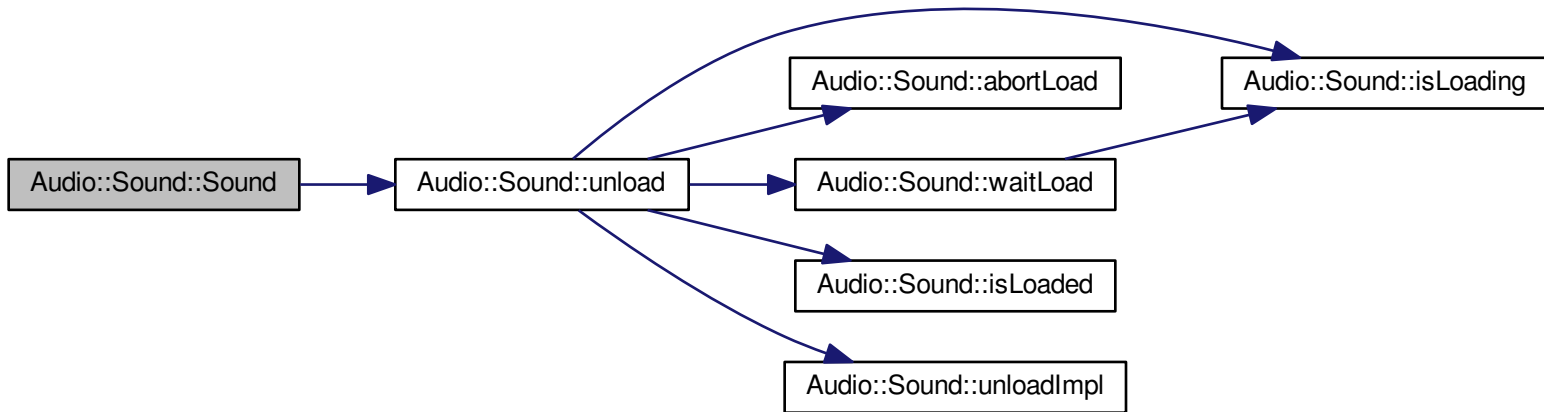 Audio::Sound::Sound
Audio::Sound::unload
Audio::Sound::abortLoad
Audio::Sound::isLoading
Audio::Sound::waitLoad
Audio::Sound::isLoaded
Audio::Sound::unloadImpl